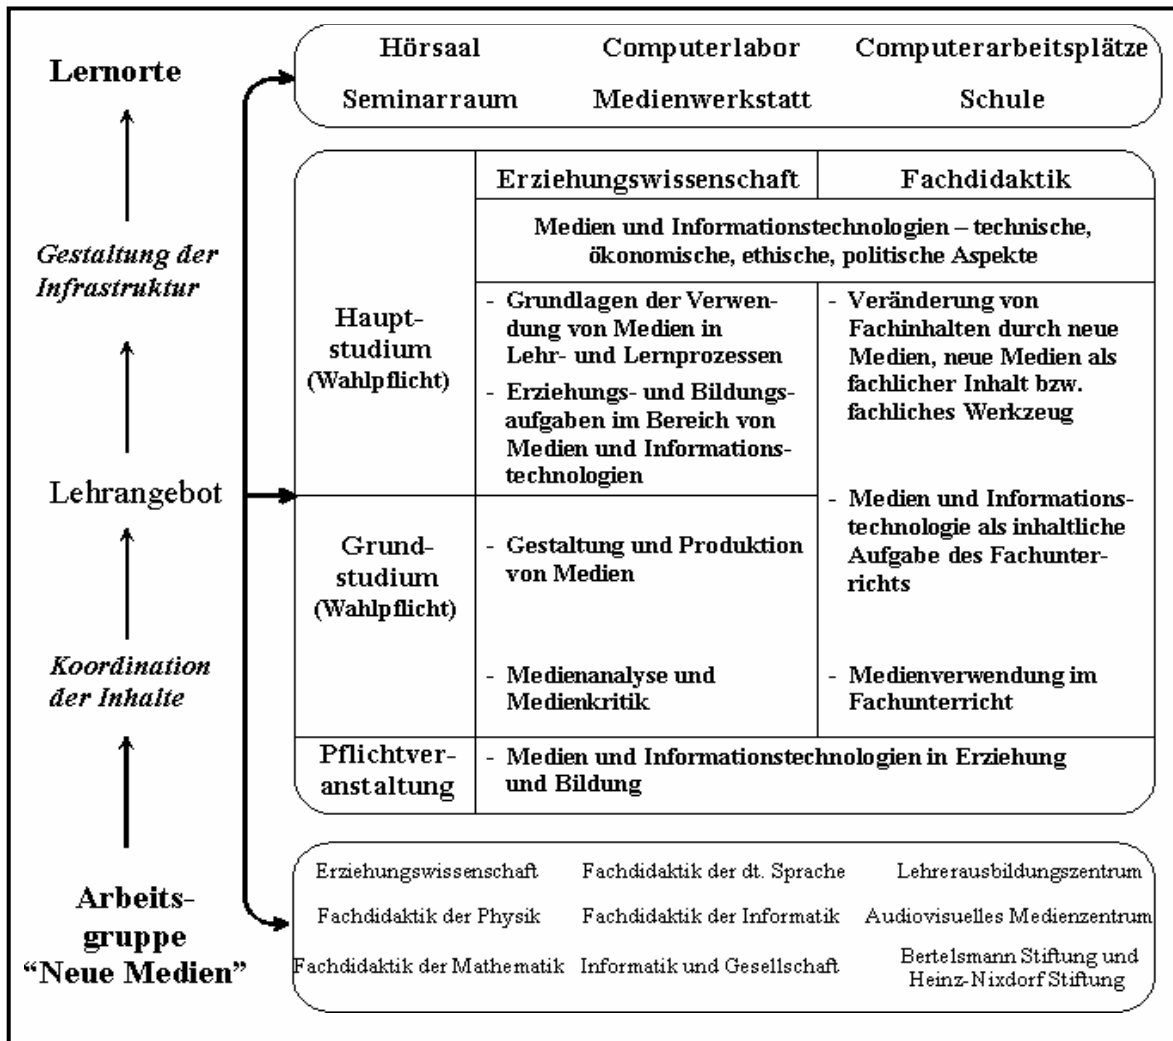 Lernorte
Hörsaal Computerlabor Computerarbeitsplätze
Seminarraum Medienwerkstatt Schule
Gestaltung der
Infrastruktur
Lehrangebot
Koordination
der Inhalte
Arbeits-
gruppe
“Neue Medien”
Erziehungswissenschaft Fachdidaktik
Medien und Informationstechnologien – technische,
ökonomische, ethische, politische Aspekte
Haupt-
studium
(Wahlpflicht)
- Grundlagen der Verwen-
dung von Medien in
Lehr- und Lernprozessen
- Erziehungs- und Bildungs-
aufgaben im Bereich von
Medien und Informations-
technologien
- Veränderung von
Fachinhalten durch neue
Medien, neue Medien als
fachlicher Inhalt bzw.
fachliches Werkzeug
Grund-
studium
(Wahlpflicht)
- Gestaltung und Produktion
von Medien
- Medienanalyse und
Medienkritik
- Medien und Informations-
technologie als inhaltliche
Aufgabe des Fachunter-
richts
- Medienverwendung im
Fachunterricht
Pflichtver-
anstaltung
- Medien und Informationstechnologien in Erziehung
und Bildung
Erziehungswissenschaft Fachdidaktik der dt. Sprache Lehrerausbildungszentrum
Fachdidaktik der Physik Fachdidaktik der Informatik Audiovisuelles Medienzentrum
Fachdidaktik der Mathematik Informatik und Gesellschaft
Bertelsmann Stiftung und
Heinz-Nixdorf Stiftung